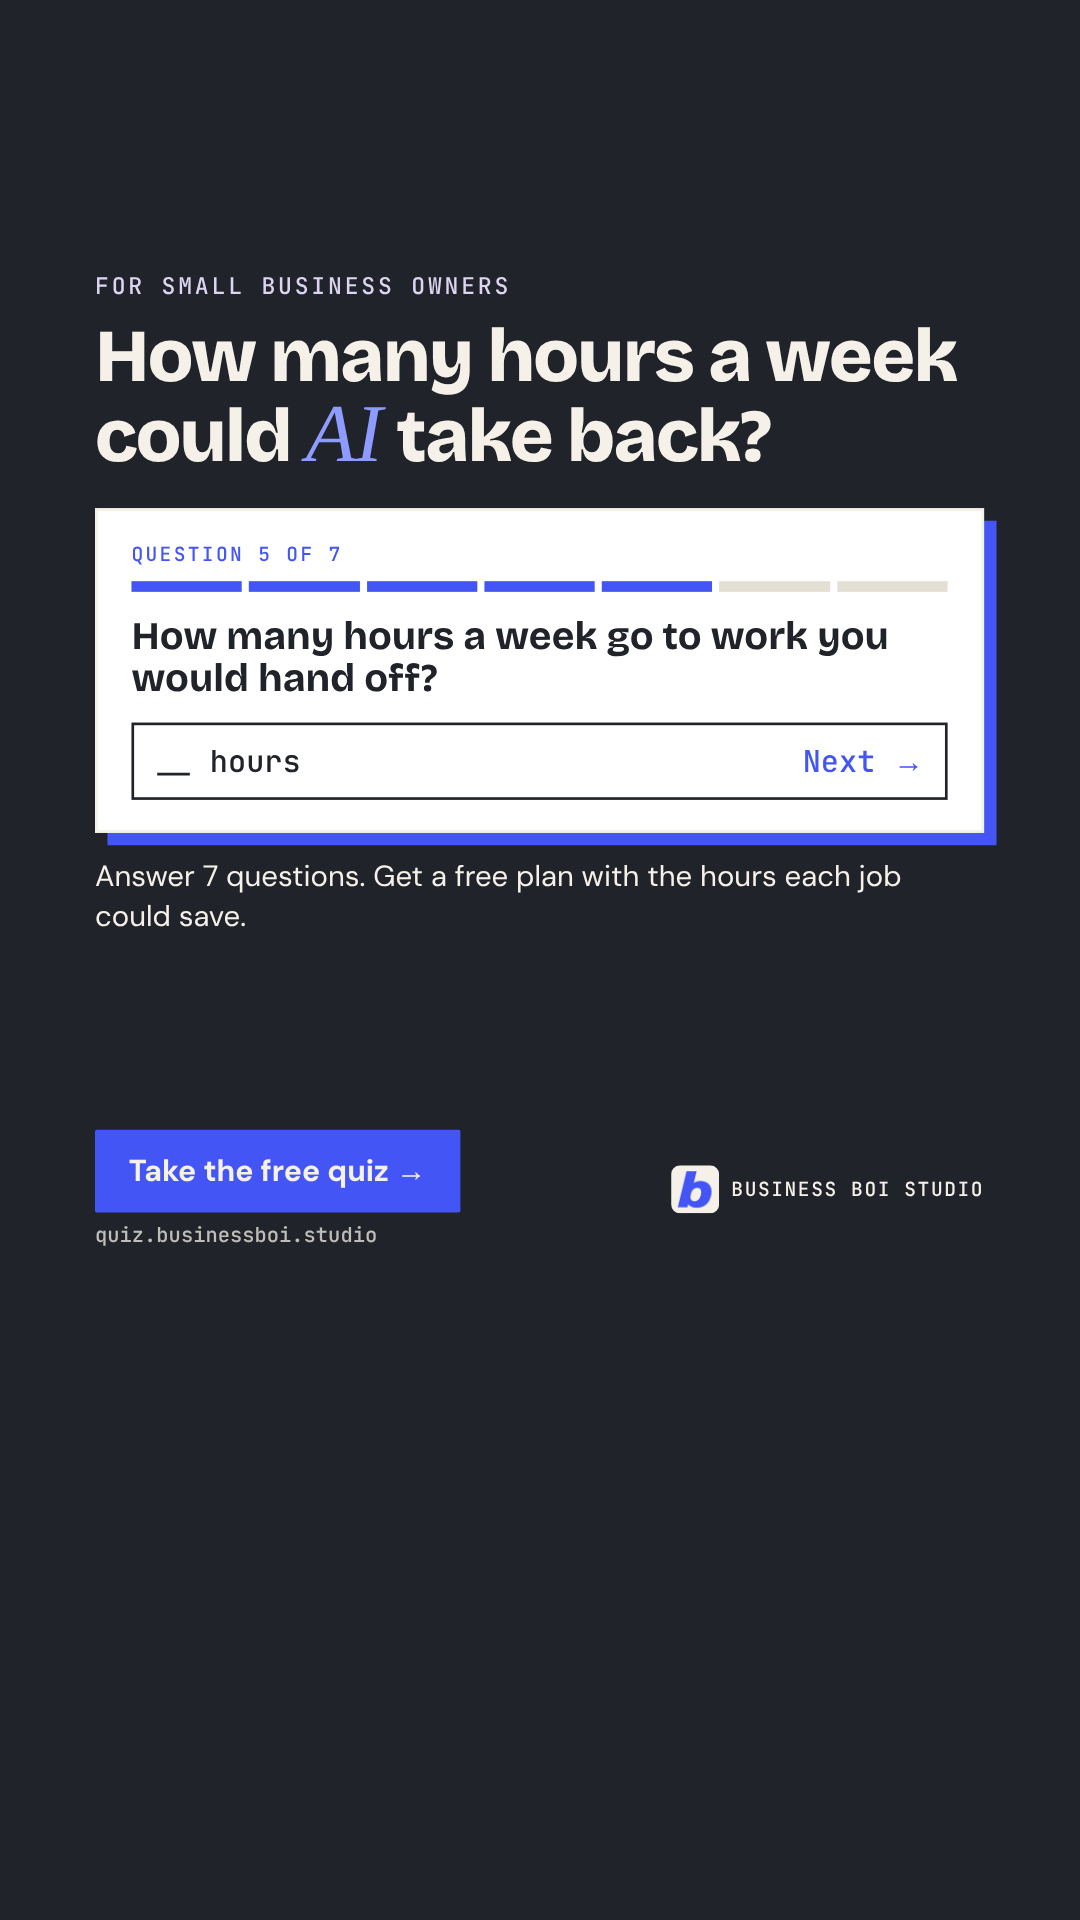 FOR SMALL BUSINESS OWNERS
How many hours a week
could AI take back?
QUESTION 5 OF 7
How many hours a week go to work you
would hand off?
__ hours
Next →
Answer 7 questions. Get a free plan with the hours each job
could save.
Take the free quiz →
b BUSINESS BOI STUDIO
quiz.businessboi.studio